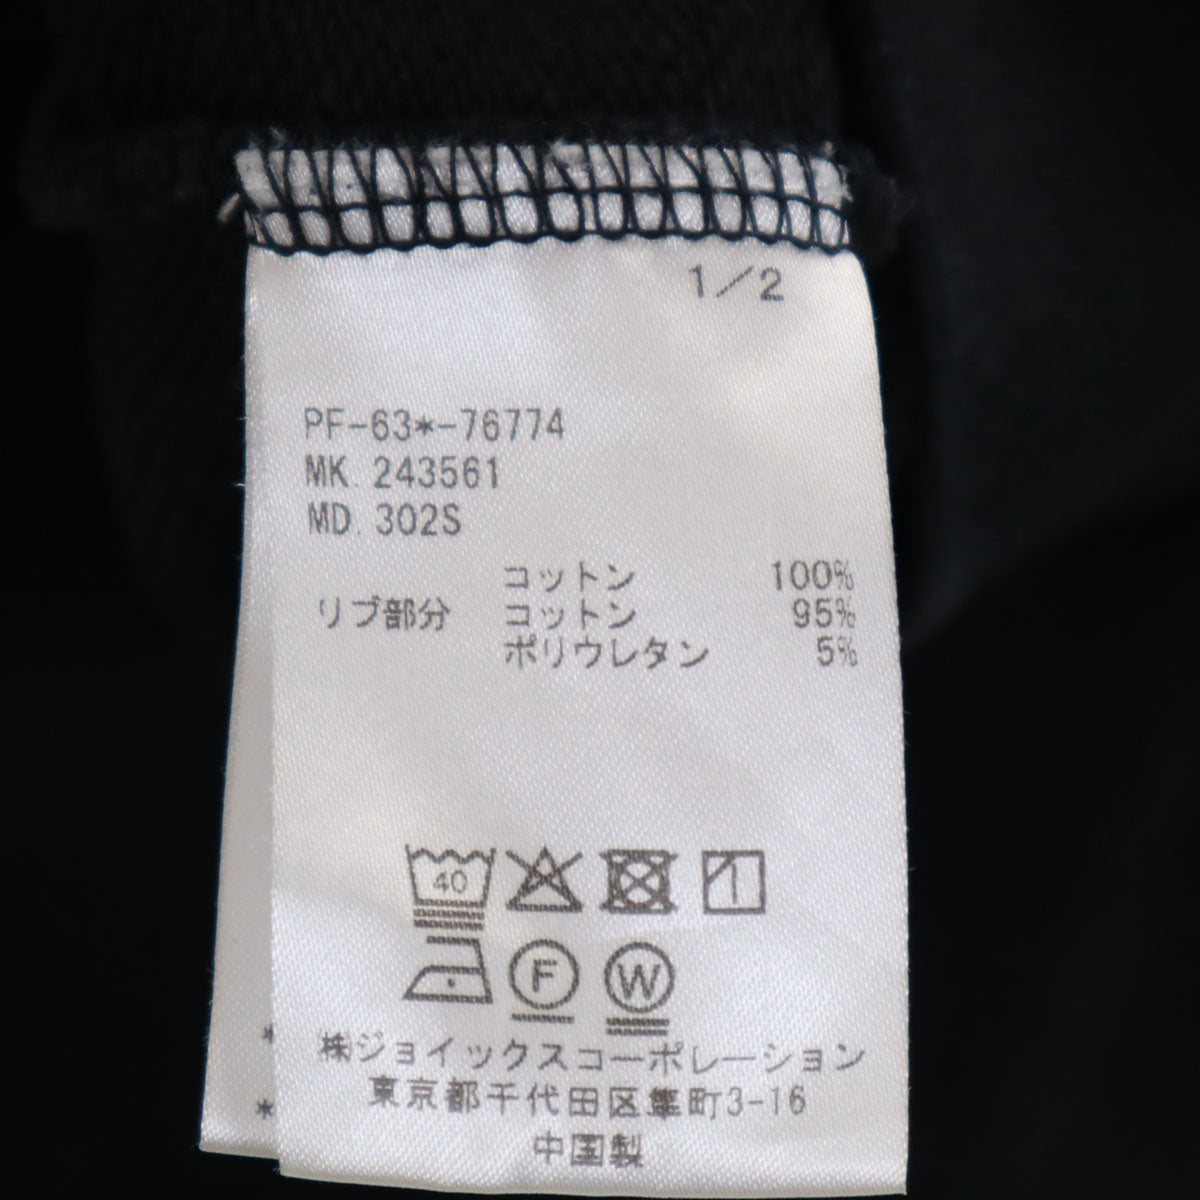 1/2
PF-63*-76774
MK. 243561
MD. 302S
コットン 100%
リブ部分 コットン 95%
ポリウレタン 5%
40
F W
㈱ジョイックスコーポレーション
東京都千代田区隼町3-16
中国製
*
*